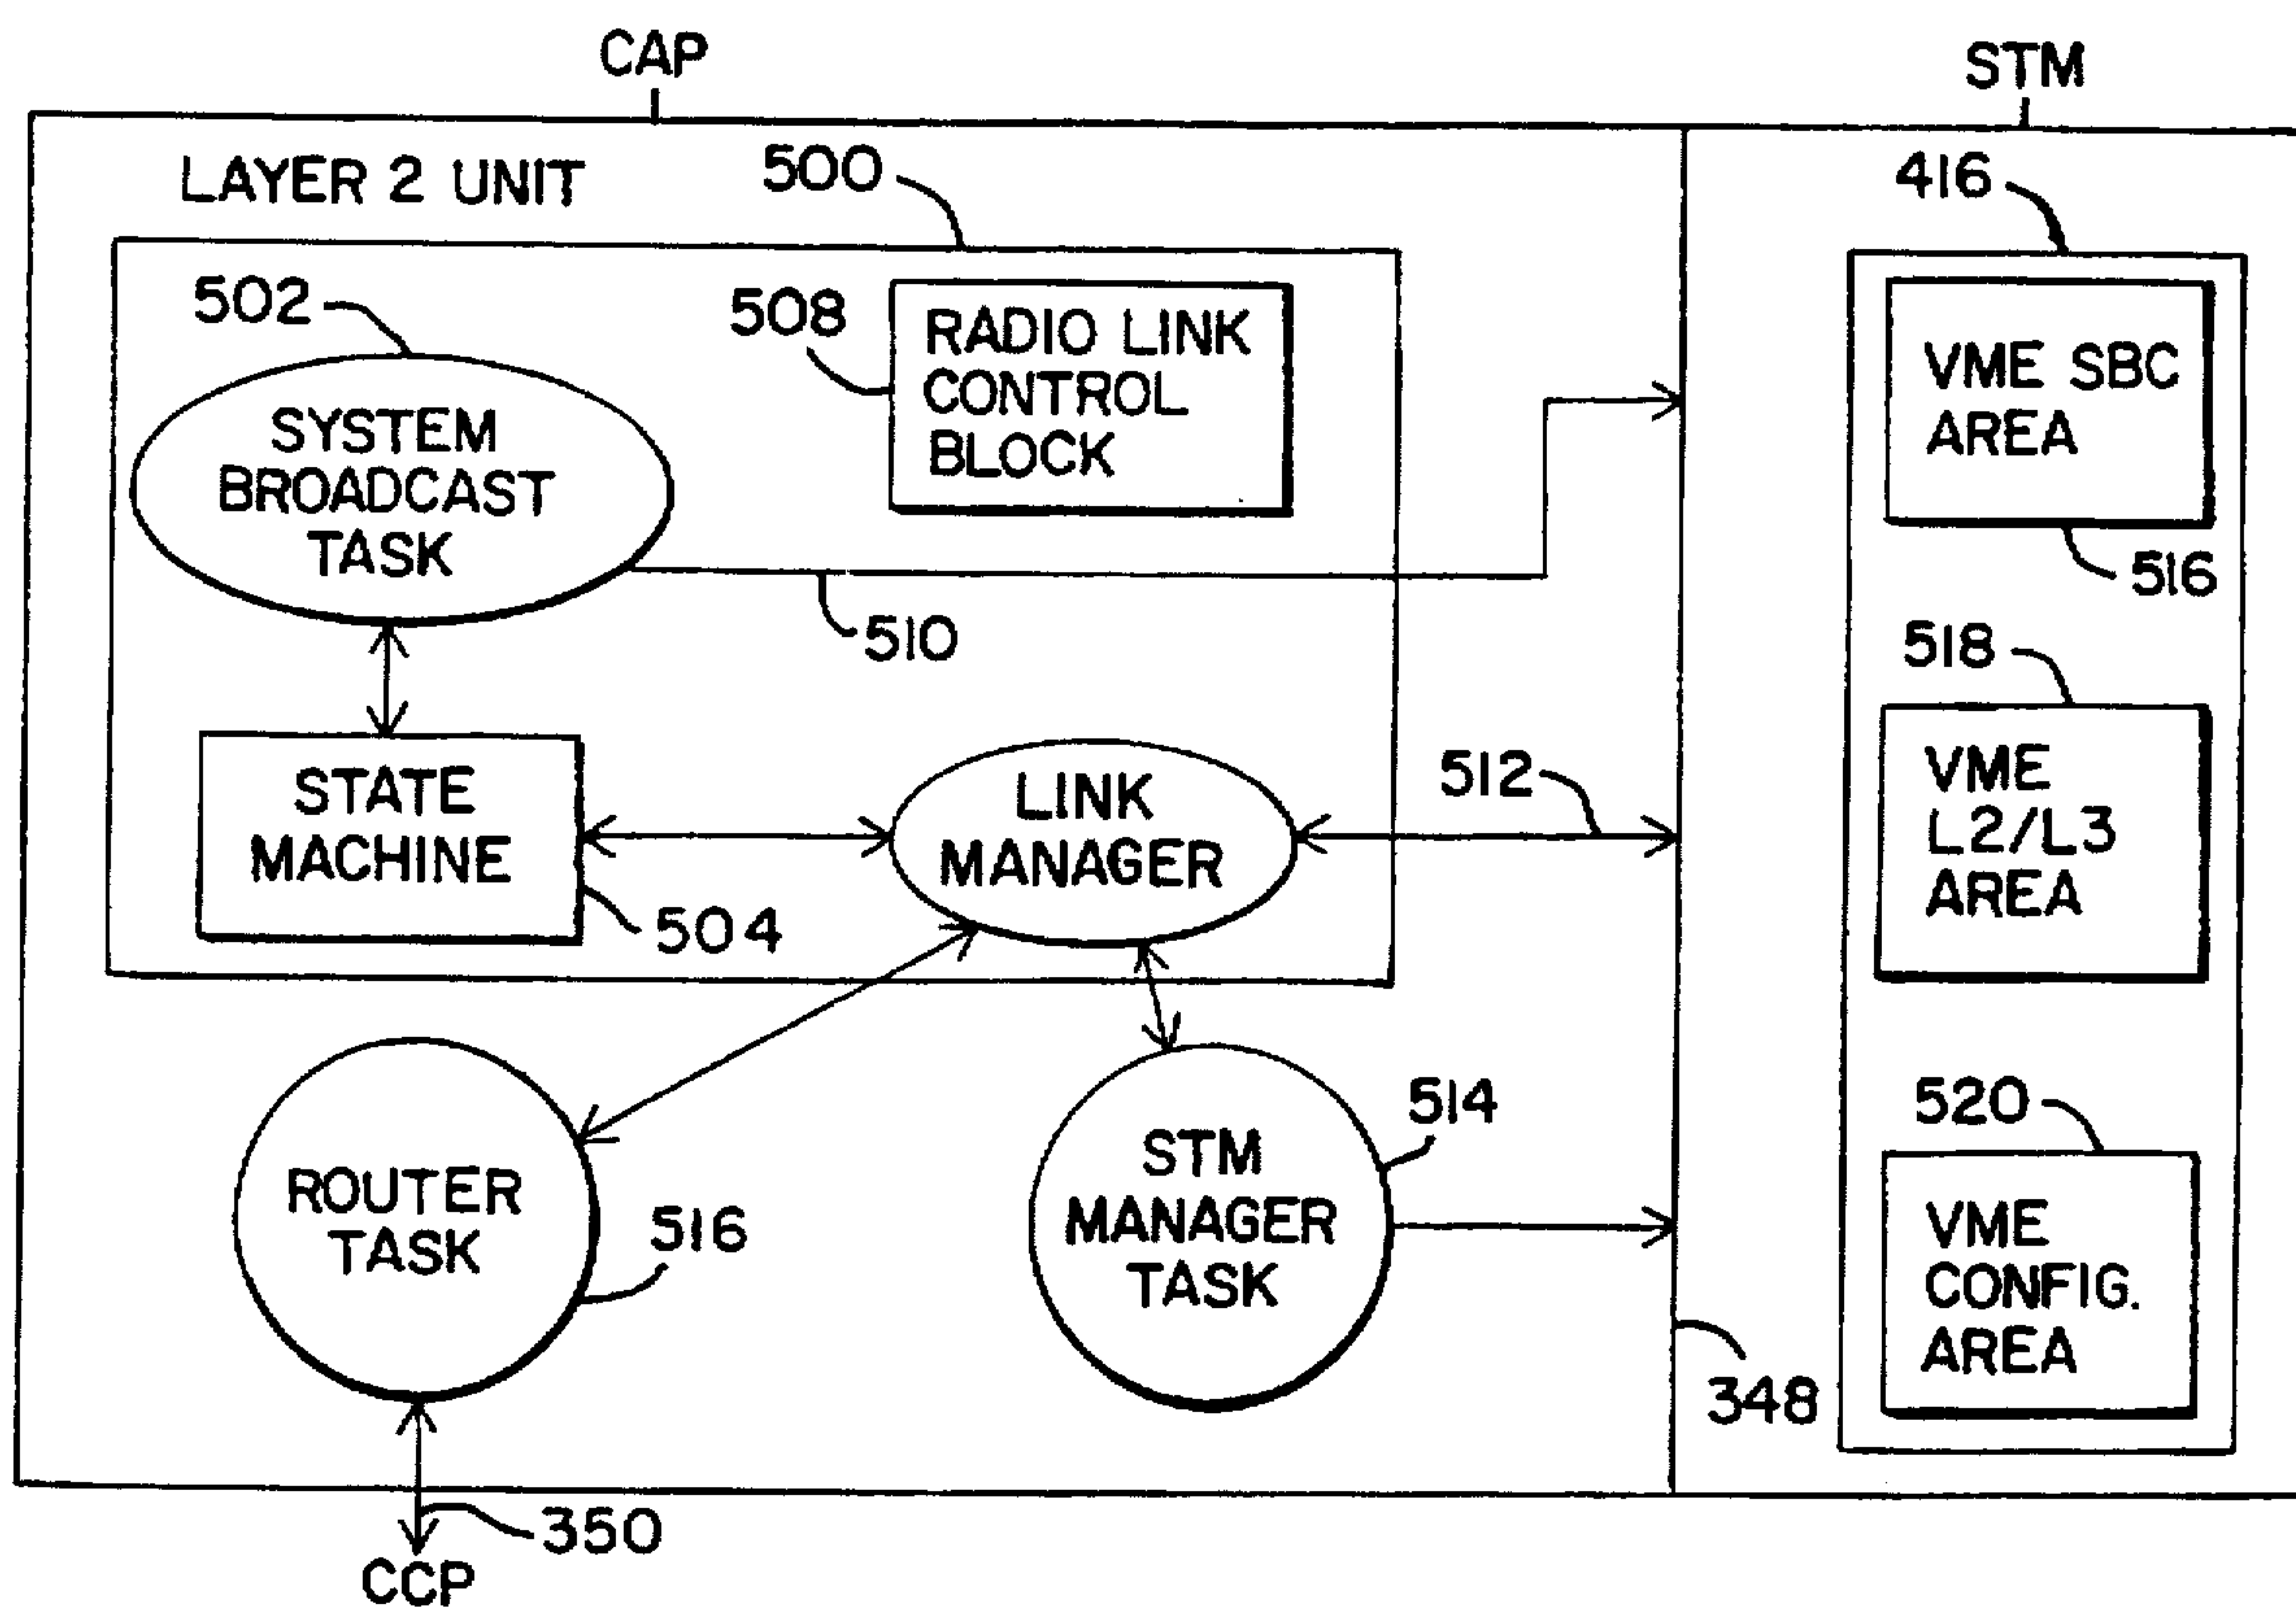 CAP
STM
LAYER 2 UNIT
500
416
502
508
RADIO LINK
CONTROL
BLOCK
VME SBC
AREA
SYSTEM
BROADCAST
TASK
516
510
518
STATE
MACHINE
504
LINK
MANAGER
512
VME
L2/L3
AREA
ROUTER
TASK
516
STM
MANAGER
TASK
514
520
VME
CONFIG.
AREA
348
350
CCP